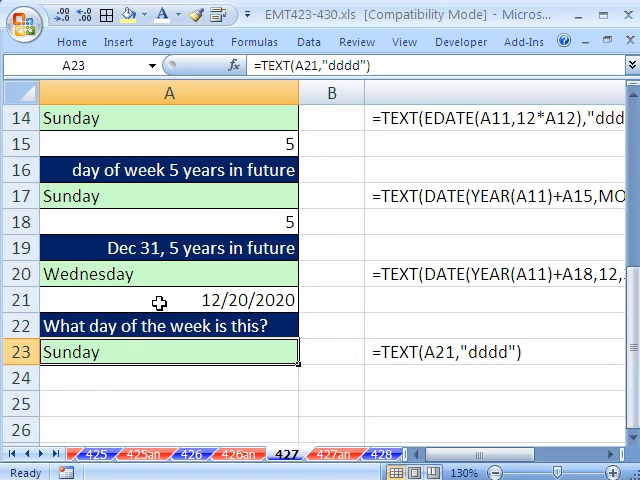 EMT423-430.xls [Compatibility Mode] - Micros...
Home Insert Page Layout Formulas Data Review View Developer Add-Ins
A23 =TEXT(A21,"dddd")
A B
14 Sunday =TEXT(EDATE(A11,12*A12),"ddd
15 5
16 day of week 5 years in future
17 Sunday =TEXT(DATE(YEAR(A11)+A15,MO
18 5
19 Dec 31, 5 years in future
20 Wednesday =TEXT(DATE(YEAR(A11)+A18,12,
21 12/20/2020
22 What day of the week is this?
23 Sunday =TEXT(A21,"dddd")
24
25
26
425 425an 426 426an 427 427an 428
Ready 130%